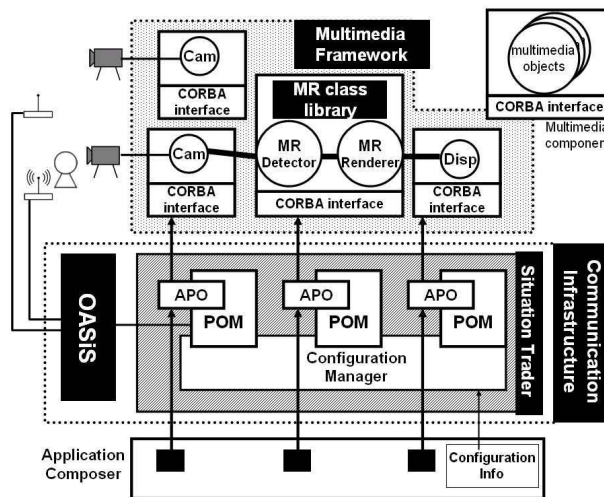 Multimedia
Framework
Cam
CORBA
interface
multimedia
objects
CORBA interface
Multimedia
component
MR class
library
Cam
MR
Detector
MR
Renderer
Disp
CORBA
interface
CORBA interface
CORBA
interface
OASiS
APO
POM
APO
POM
APO
POM
Configuration
Manager
Situation Trader
Communication
Infrastructure
Application
Composer
Configuration
Info